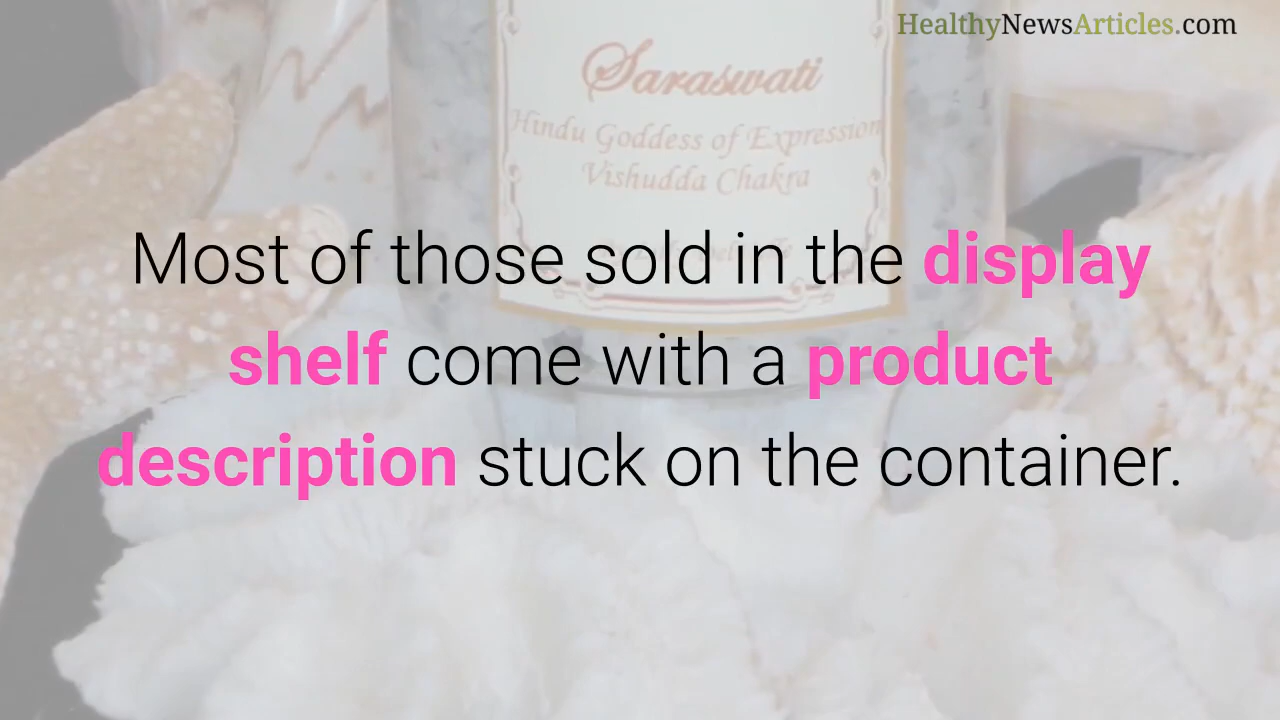 HealthyNewsArticles.com
Saraswati
Hindu Goddess of Expression
Vishudda Chakra
Most of those sold in the display
shelf come with a product
description stuck on the container.